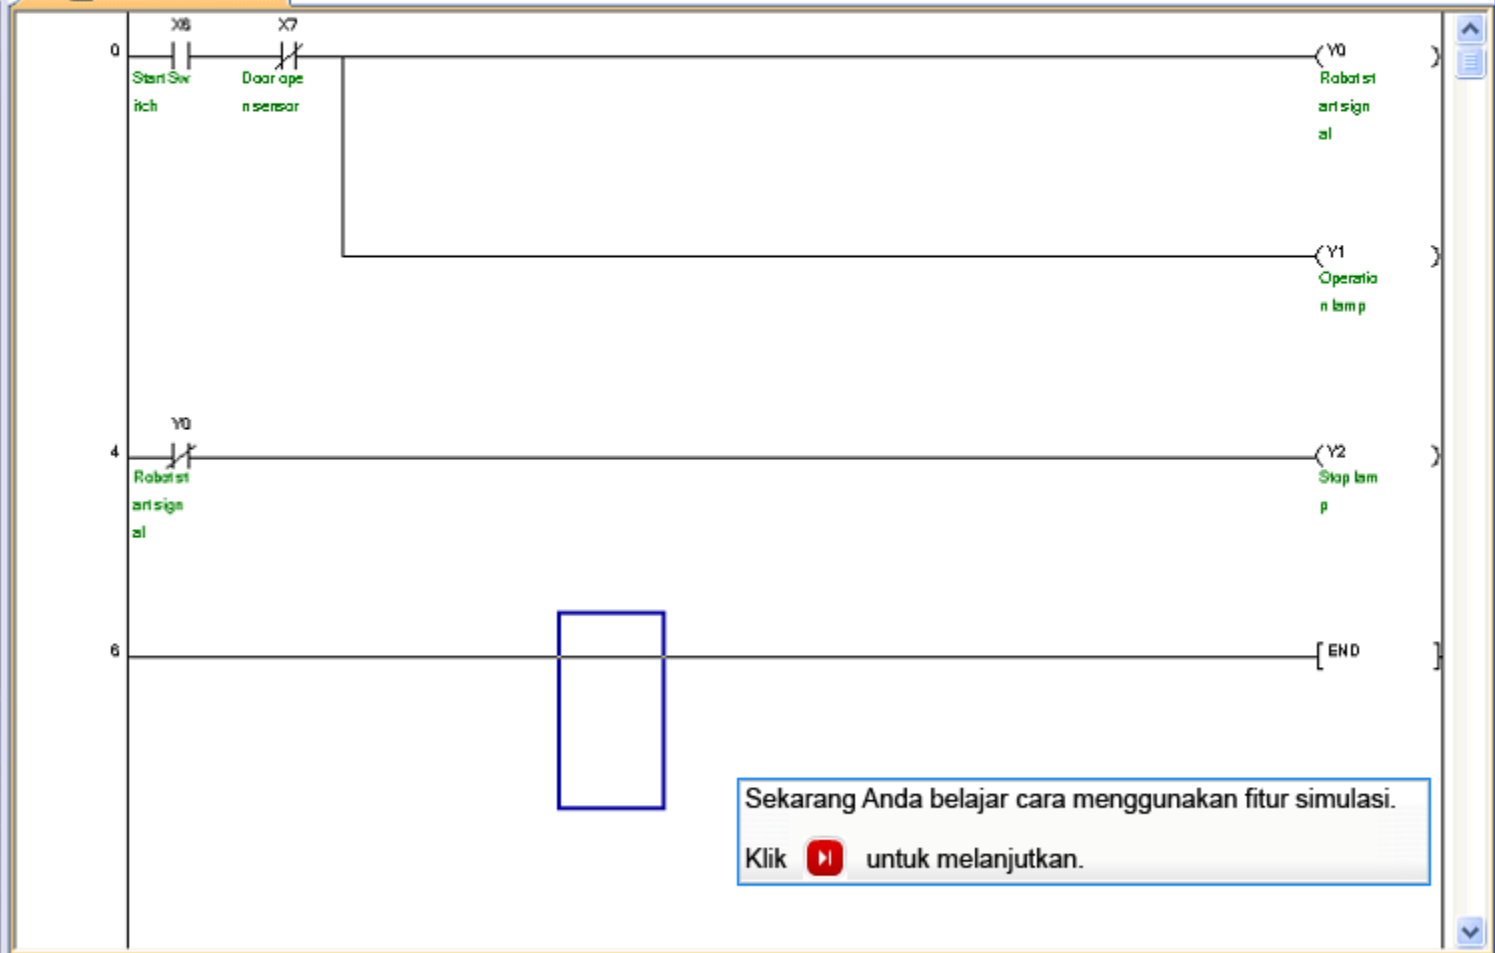 X6 X7
0 Y0
Start Sw Door ope Robot st
itch n sensor art sign
al
Y1
Operatio
n lamp
Y0
4 Y2
Robot st Stop lam
art sign p
al
6 END
Sekarang Anda belajar cara menggunakan fitur simulasi.
Klik untuk melanjutkan.